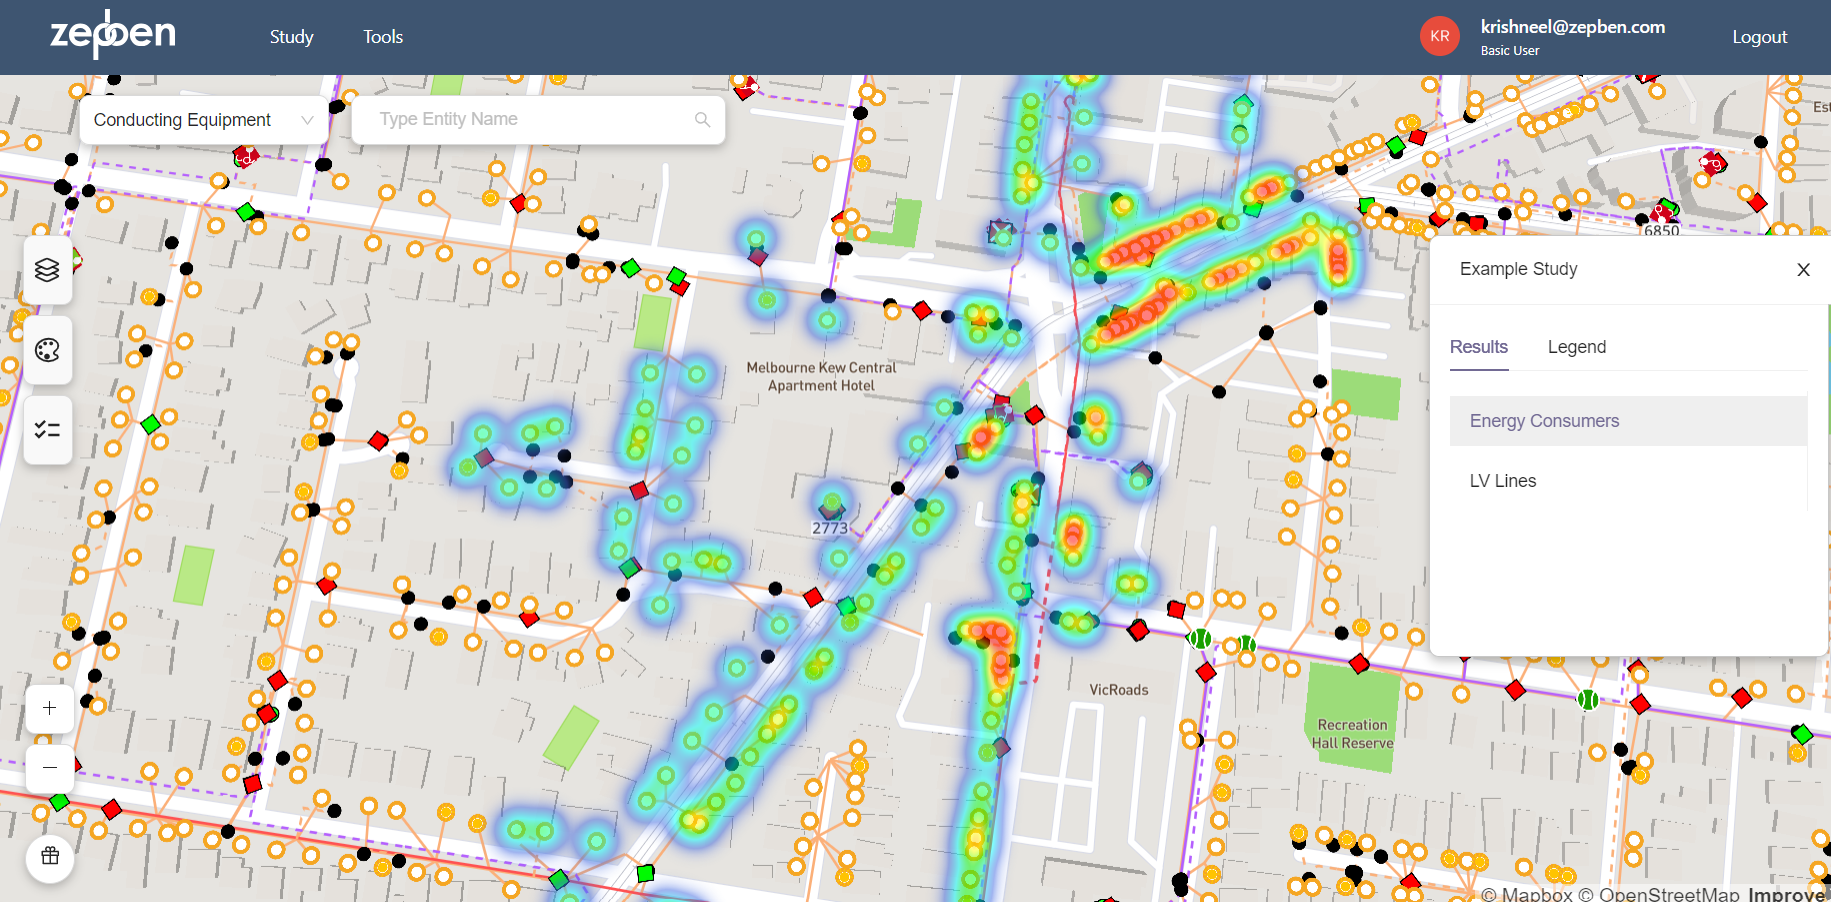 zepben
Study
Tools
KR
krishneel@zepben.com
Basic User
Logout
Conducting Equipment
Type Entity Name
6850
Example Study
Results
Legend
Energy Consumers
LV Lines
Melbourne Kew Central
Apartment Hotel
2773
VicRoads
Recreation
Hall Reserve
© Mapbox © OpenStreetMap Improve